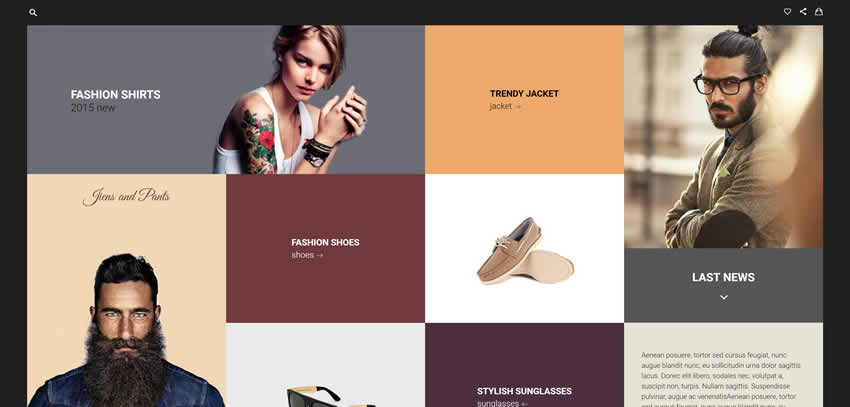 FASHION SHIRTS
2015 new
TRENDY JACKET
jacket →
Jiens and Pants
FASHION SHOES
shoes →
LAST NEWS
STYLISH SUNGLASSES
sunglasses ←
Aenean posuere, tortor sed cursus feugiat, nunc
augue blandit nunc, eu sollicitudin urna dolor sagittis
lacus. Donec elit libero, sodales nec, volutpat a,
suscipit non, turpis. Nullam sagittis. Suspendisse
pulvinar, augue ac venenatisAenean posuere, tortor